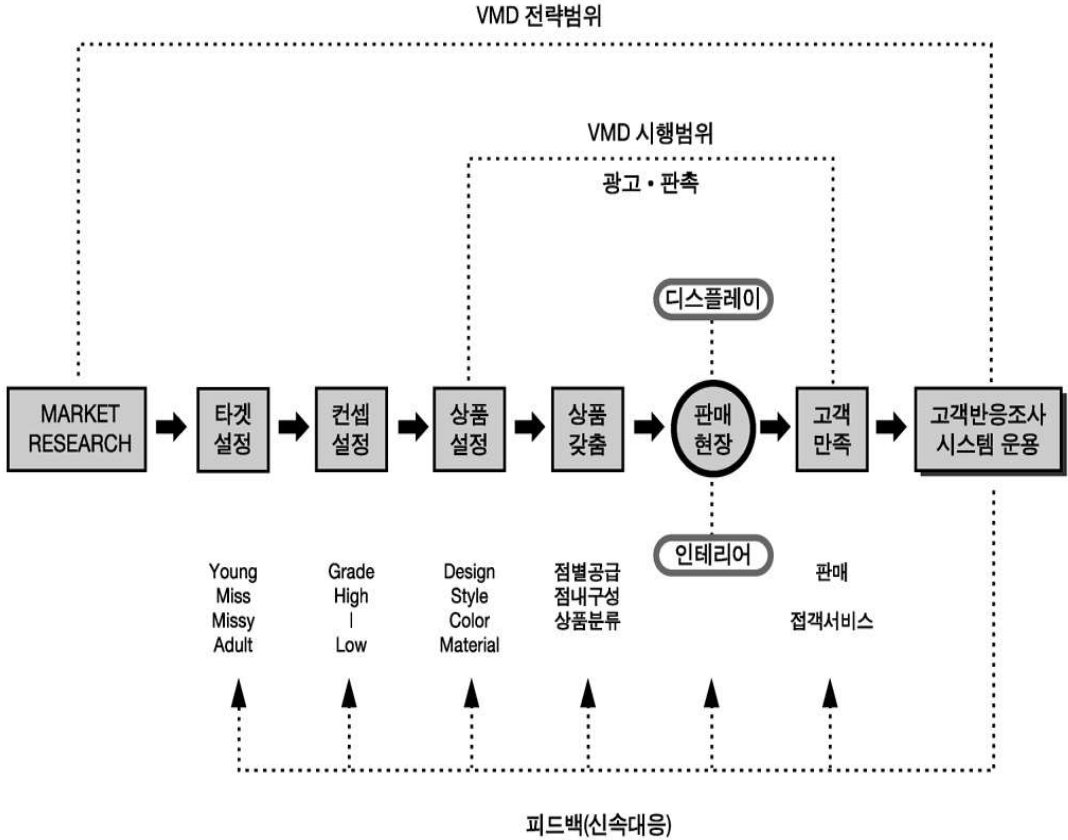 VMD 전략범위
VMD 시행범위
광고 • 판촉
디스플레이
MARKET
RESEARCH
타겟
설정
컨셉
설정
상품
설정
상품
갖춤
판매
현장
고객
만족
고객반응조사
시스템 운용
인테리어
Young
Miss
Missy
Adult
Grade
High
|
Low
Design
Style
Color
Material
점별공급
점내구성
상품분류
판매
접객서비스
피드백(신속대응)